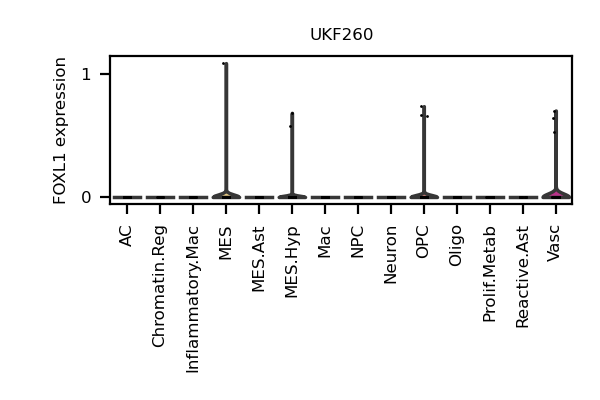 UKF260
FOXL1 expression
1
0
AC
Chromatin.Reg
Inflammatory.Mac
MES
MES.Ast
MES.Hyp
Mac
NPC
Neuron
OPC
Oligo
Prolif.Metab
Reactive.Ast
Vasc